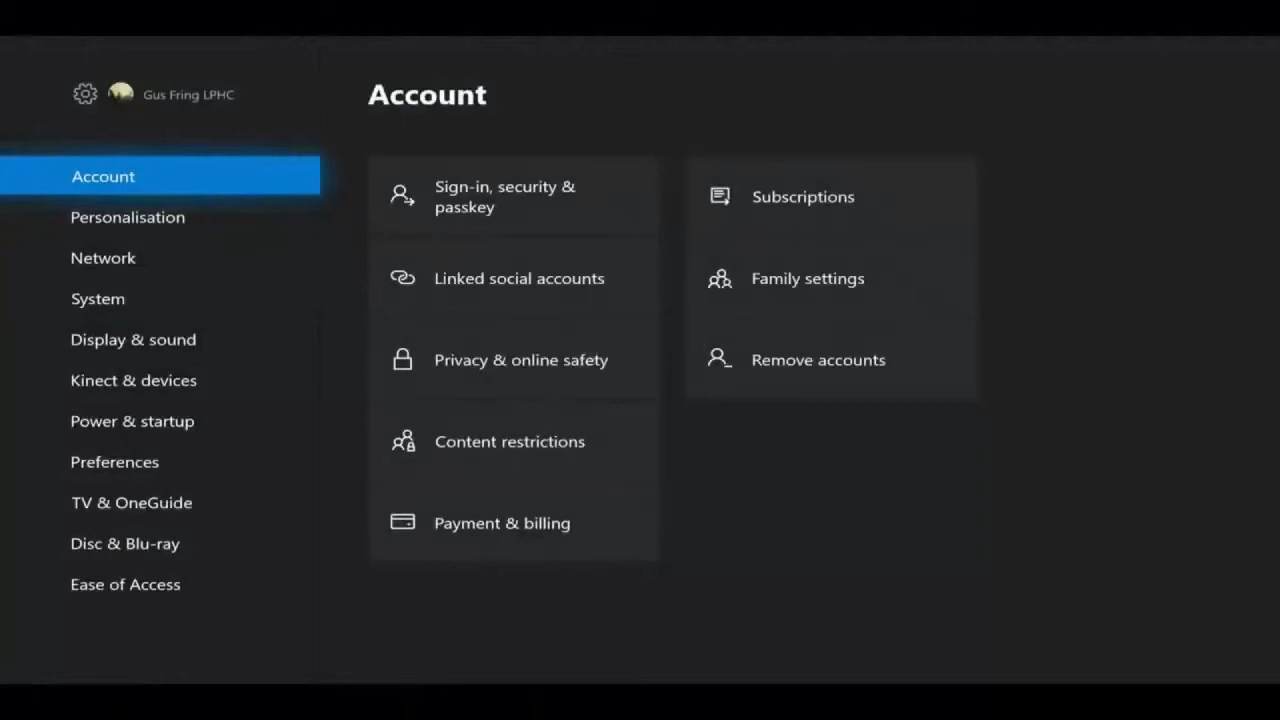 Gus Fring LPHC
Account
Personalisation
Network
System
Display & sound
Kinect & devices
Power & startup
Preferences
TV & OneGuide
Disc & Blu-ray
Ease of Access
Account
Sign-in, security &
passkey
Linked social accounts
Privacy & online safety
Content restrictions
Payment & billing
Subscriptions
Family settings
Remove accounts